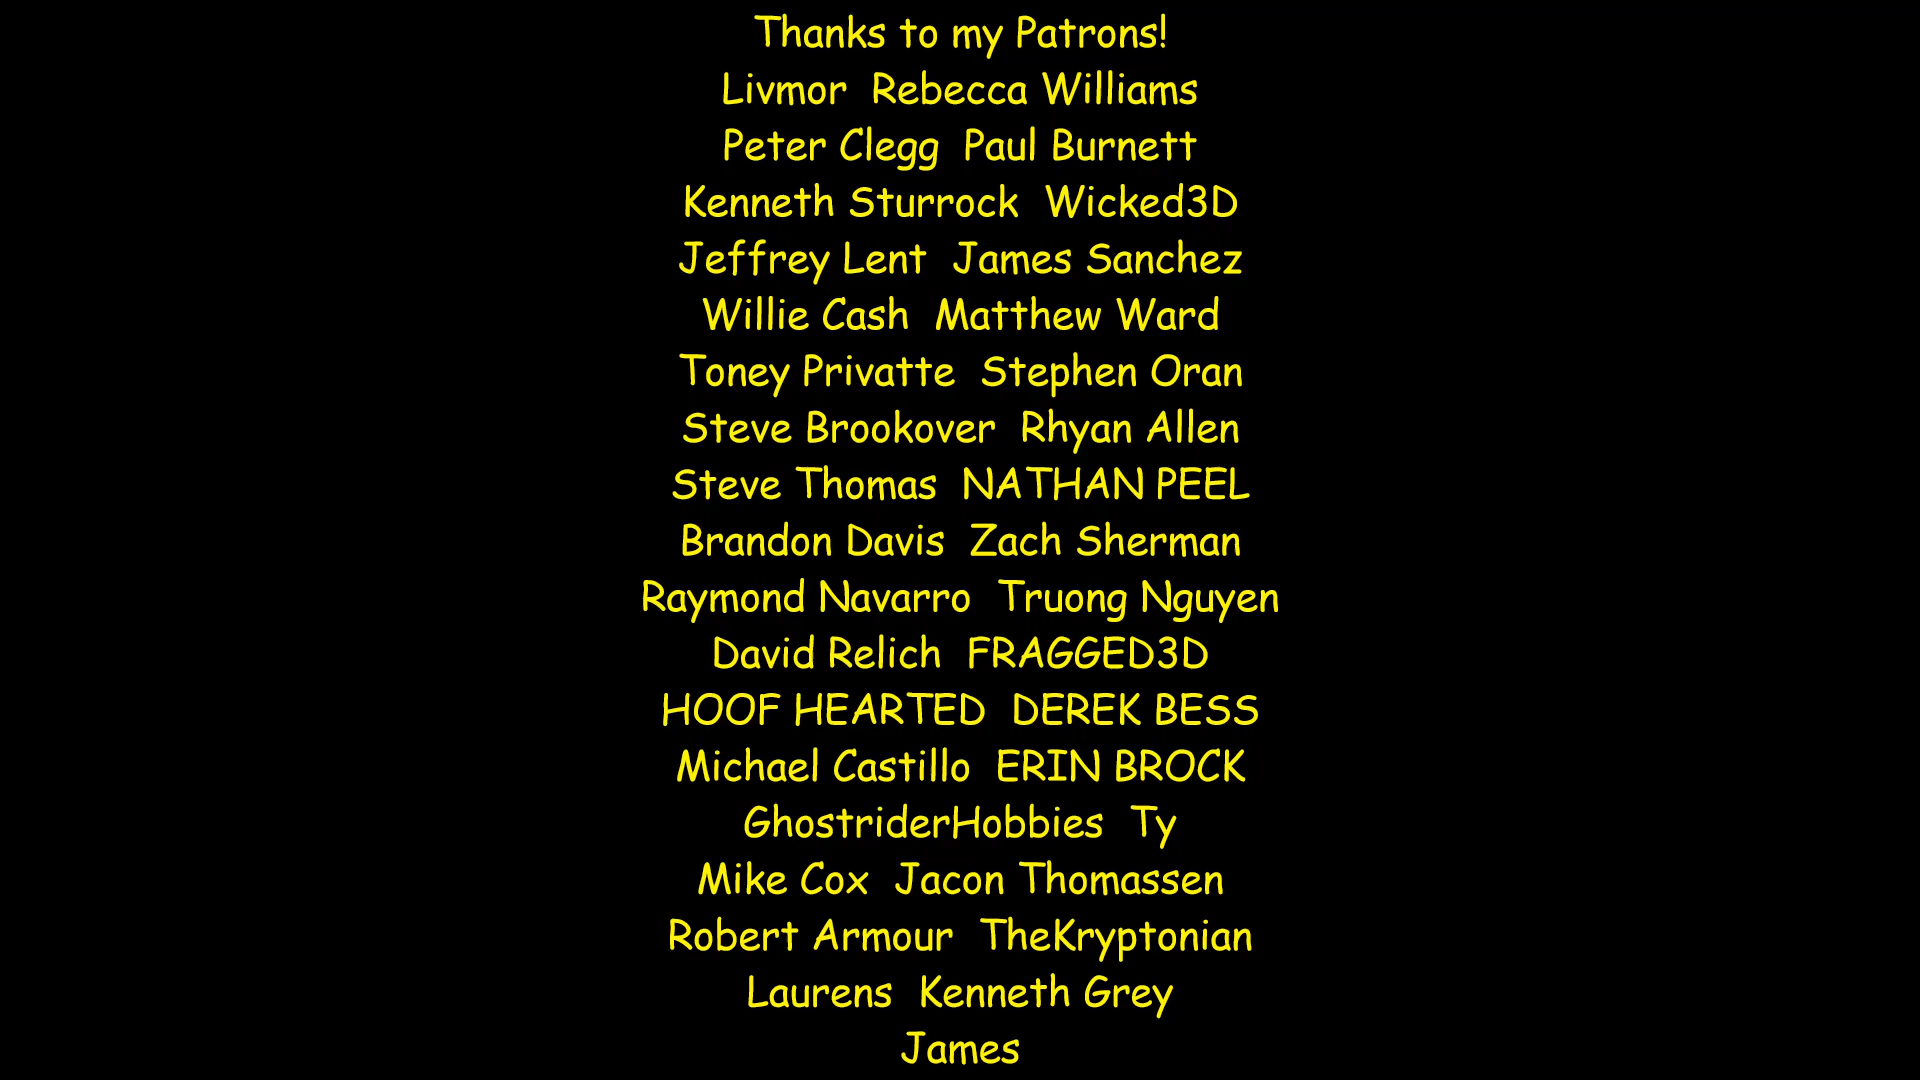 Thanks to my Patrons!
Livmor  Rebecca Williams
Peter Clegg  Paul Burnett
Kenneth Sturrock  Wicked3D
Jeffrey Lent  James Sanchez
Willie Cash  Matthew Ward
Toney Privatte  Stephen Oran
Steve Brookover  Rhyan Allen
Steve Thomas  NATHAN PEEL
Brandon Davis  Zach Sherman
Raymond Navarro  Truong Nguyen
David Relich  FRAGGED3D
HOOF HEARTED  DEREK BESS
Michael Castillo  ERIN BROCK
GhostriderHobbies  Ty
Mike Cox  Jacon Thomassen
Robert Armour  TheKryptonian
Laurens  Kenneth Grey
James